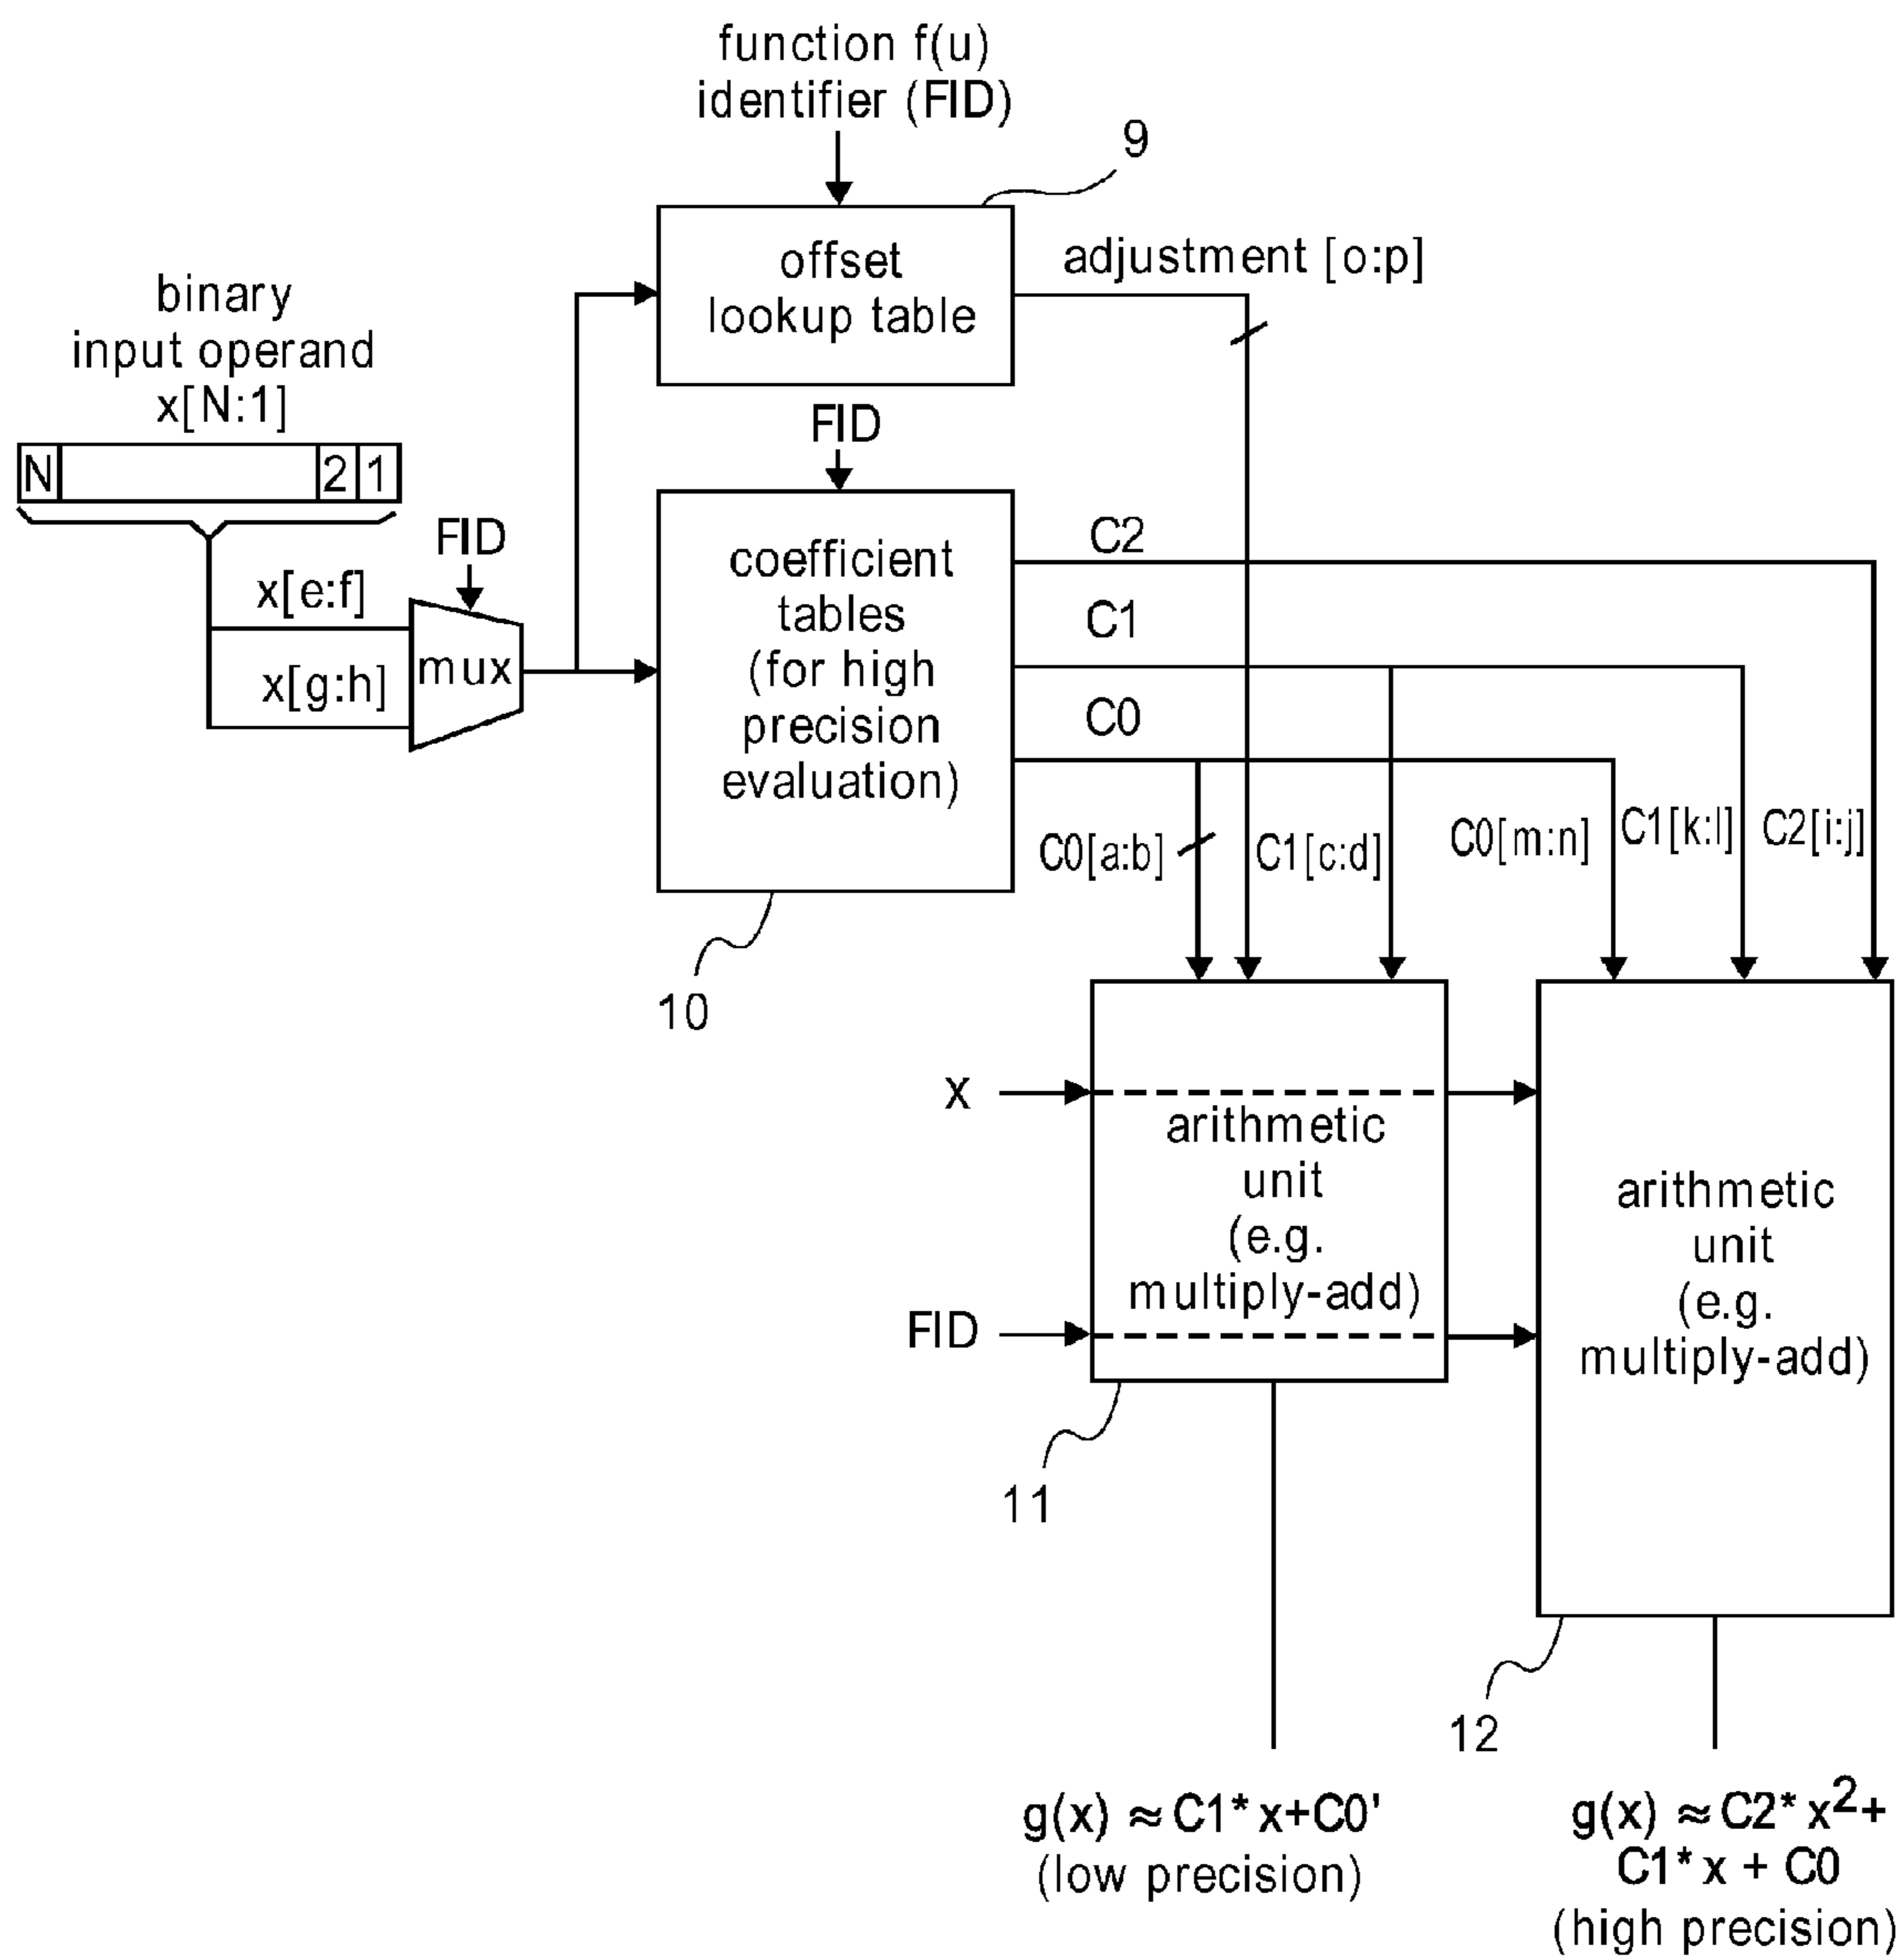 function f(u)
identifier (FID)
9
offset
lookup table
adjustment [o:p]
binary
input operand
x[N:1]
N 2 1
FID
FID
x[e:f]
x[g:h]
mux
coefficient
tables
(for high
precision
evaluation)
C2
C1
C0
C0[a:b]
C1[c:d]
C0[m:n]
C1[k:l]
C2[i:j]
10
x
FID
arithmetic
unit
(e.g.
multiply-add)
arithmetic
unit
(e.g.
multiply-add)
11
12
g(x) ≈ C1* x+C0'
(low precision)
g(x) ≈ C2* x²+
C1* x + C0
(high precision)